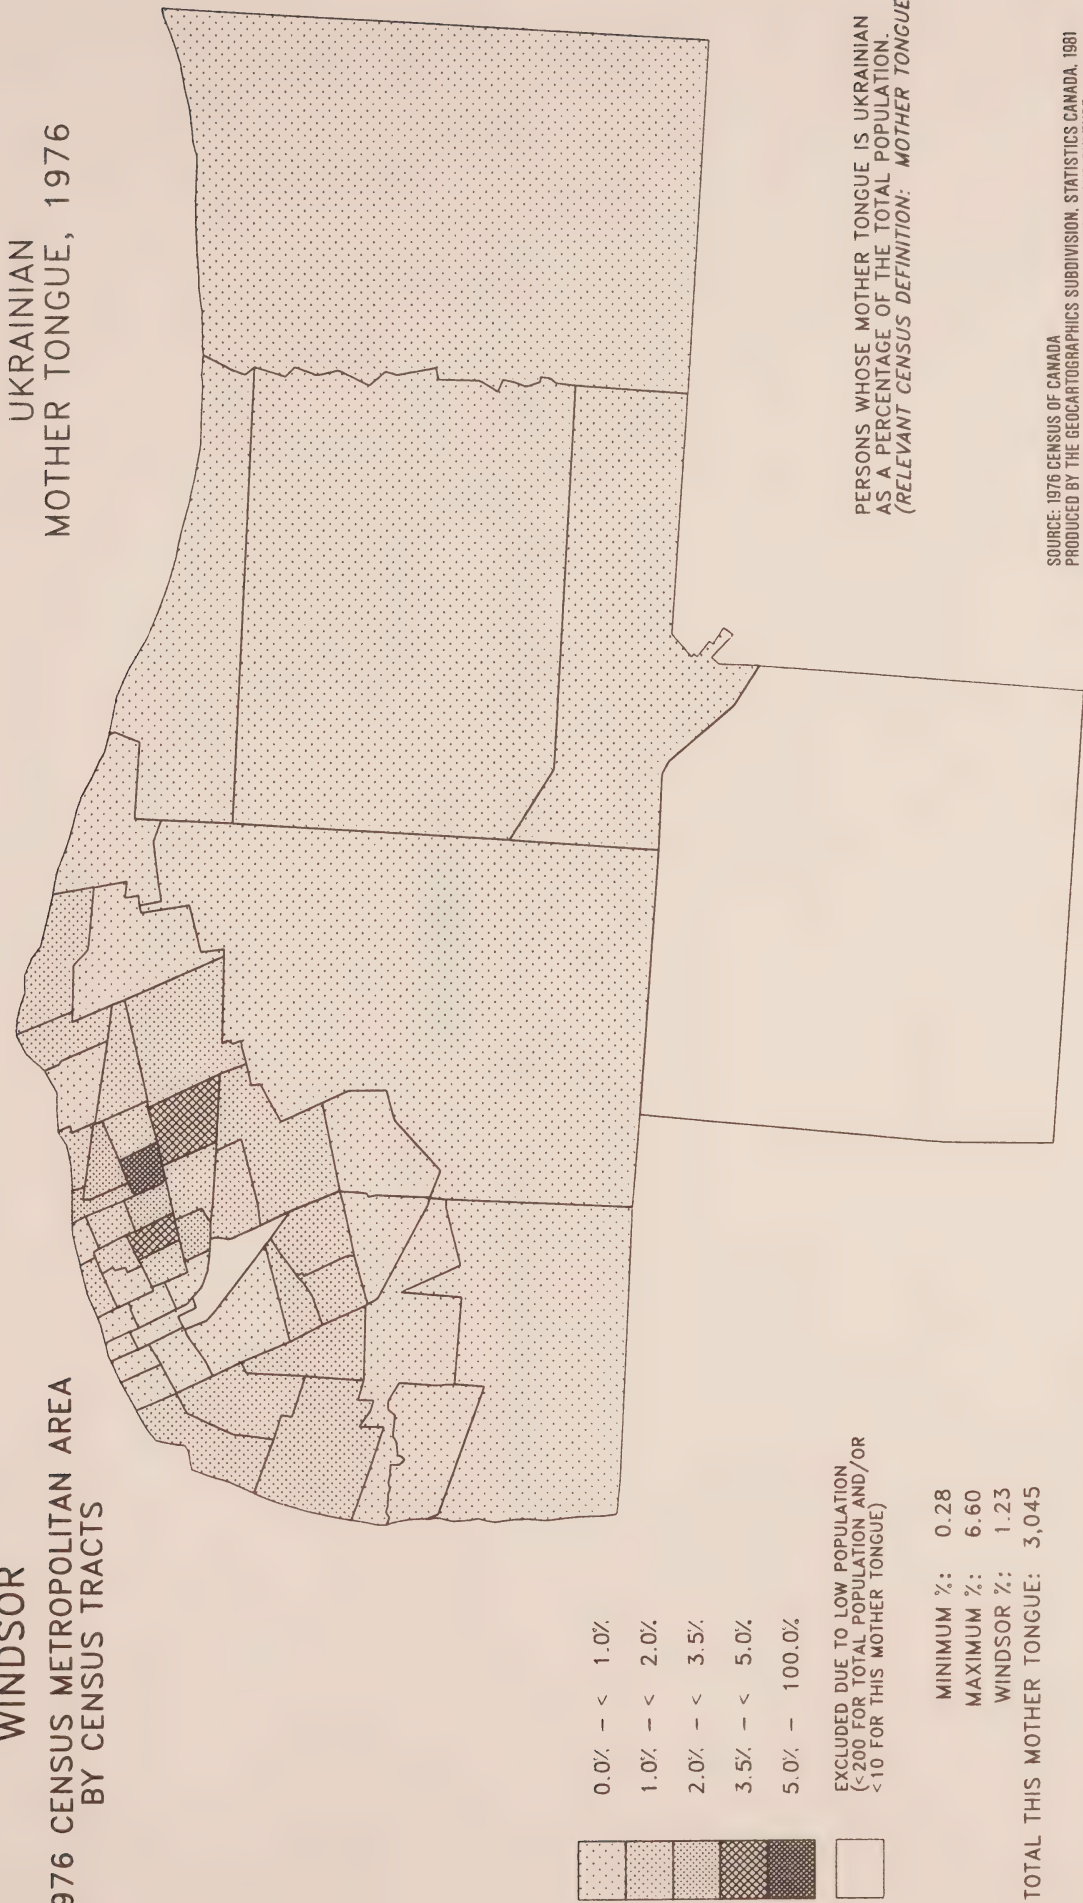 WINDSOR
976 CENSUS METROPOLITAN AREA
BY CENSUS TRACTS
UKRAINIAN
MOTHER TONGUE, 1976
0.0% - < 1.0%
1.0% - < 2.0%
2.0% - < 3.5%
3.5% - < 5.0%
5.0% - 100.0%
EXCLUDED DUE TO LOW POPULATION
(<200 FOR TOTAL POPULATION AND/OR
<10 FOR THIS MOTHER TONGUE)
MINIMUM %: 0.28
MAXIMUM %: 6.60
WINDSOR %: 1.23
TOTAL THIS MOTHER TONGUE: 3,045
PERSONS WHOSE MOTHER TONGUE IS UKRAINIAN
AS A PERCENTAGE OF THE TOTAL POPULATION.
(RELEVANT CENSUS DEFINITION: MOTHER TONGUE
SOURCE: 1976 CENSUS OF CANADA
PRODUCED BY THE GEOCARTOGRAPHICS SUBDIVISION, STATISTICS CANADA, 1981